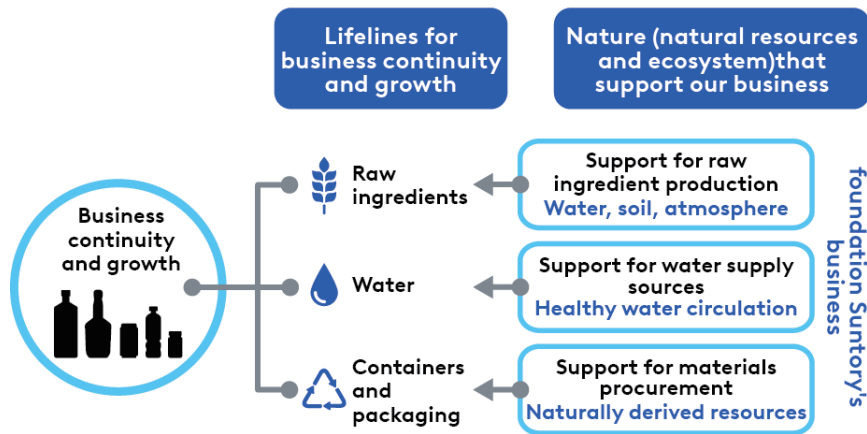 Lifelines for
business continuity
and growth
Nature (natural resources
and ecosystem)that
support our business
Business
continuity
and growth
Raw
ingredients
Support for raw
ingredient production
Water, soil, atmosphere
Water
Support for water supply
sources
Healthy water circulation
Containers
and
packaging
Support for materials
procurement
Naturally derived resources
foundation Suntory's
business